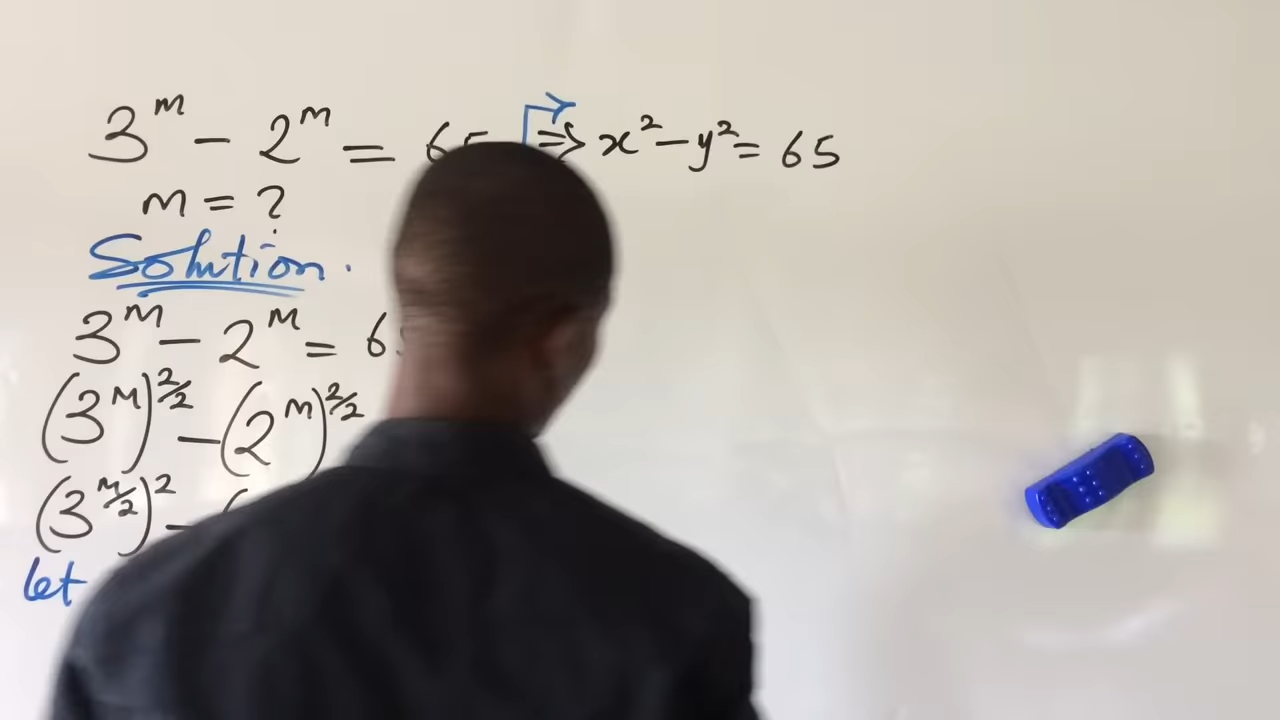 3^m - 2^m = 65 => x² - y² = 65
m = ?
Solution.
3^m - 2^m = 6
(3^m)^2/2 - (2^m)^2/2
(3^m/2)² - (
let